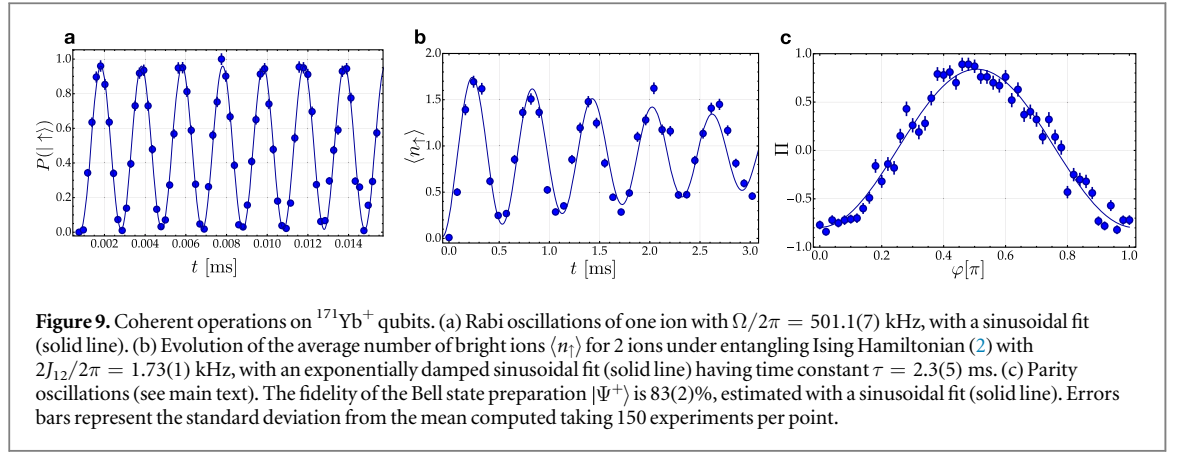 a
b
c
P(|↑⟩)
1.0
0.8
0.6
0.4
0.2
0.0
0.002 0.004 0.006 0.008 0.010 0.012 0.014
t [ms]
⟨n↑⟩
2.0
1.5
1.0
0.5
0.0
0.0 0.5 1.0 1.5 2.0 2.5 3.0
t [ms]
Π
1.0
0.5
0.0
−0.5
−1.0
0.0 0.2 0.4 0.6 0.8 1.0
φ[π]
Figure 9. Coherent operations on ¹⁷¹Yb⁺ qubits. (a) Rabi oscillations of one ion with Ω/2π = 501.1(7) kHz, with a sinusoidal fit
(solid line). (b) Evolution of the average number of bright ions ⟨n↑⟩ for 2 ions under entangling Ising Hamiltonian (2) with
2J₁₂/2π = 1.73(1) kHz, with an exponentially damped sinusoidal fit (solid line) having time constant τ = 2.3(5) ms. (c) Parity
oscillations (see main text). The fidelity of the Bell state preparation |Ψ⁺⟩ is 83(2)%, estimated with a sinusoidal fit (solid line). Errors
bars represent the standard deviation from the mean computed taking 150 experiments per point.